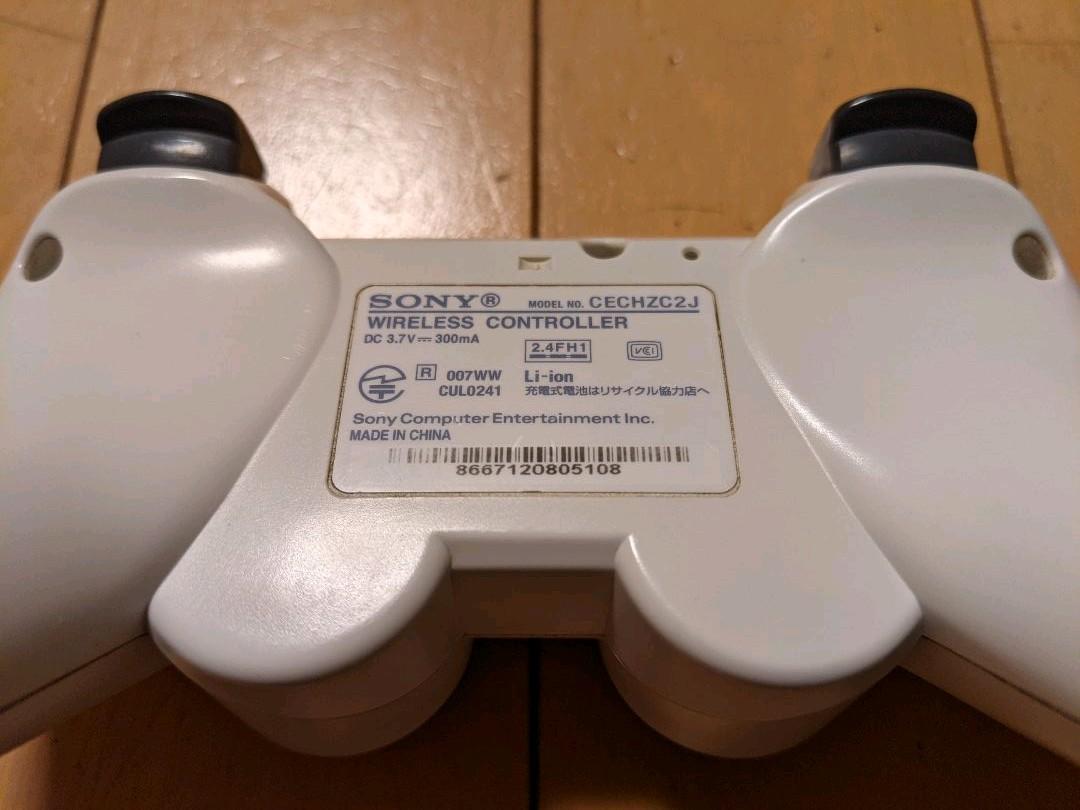 SONY® MODEL NO. CECHZC2J
WIRELESS CONTROLLER
DC 3.7V⎓300mA
2.4FH1 VCI
R 007WW Li-ion
CUL0241 充電式電池はリサイクル協力店へ
Sony Computer Entertainment Inc.
MADE IN CHINA
8667120805108